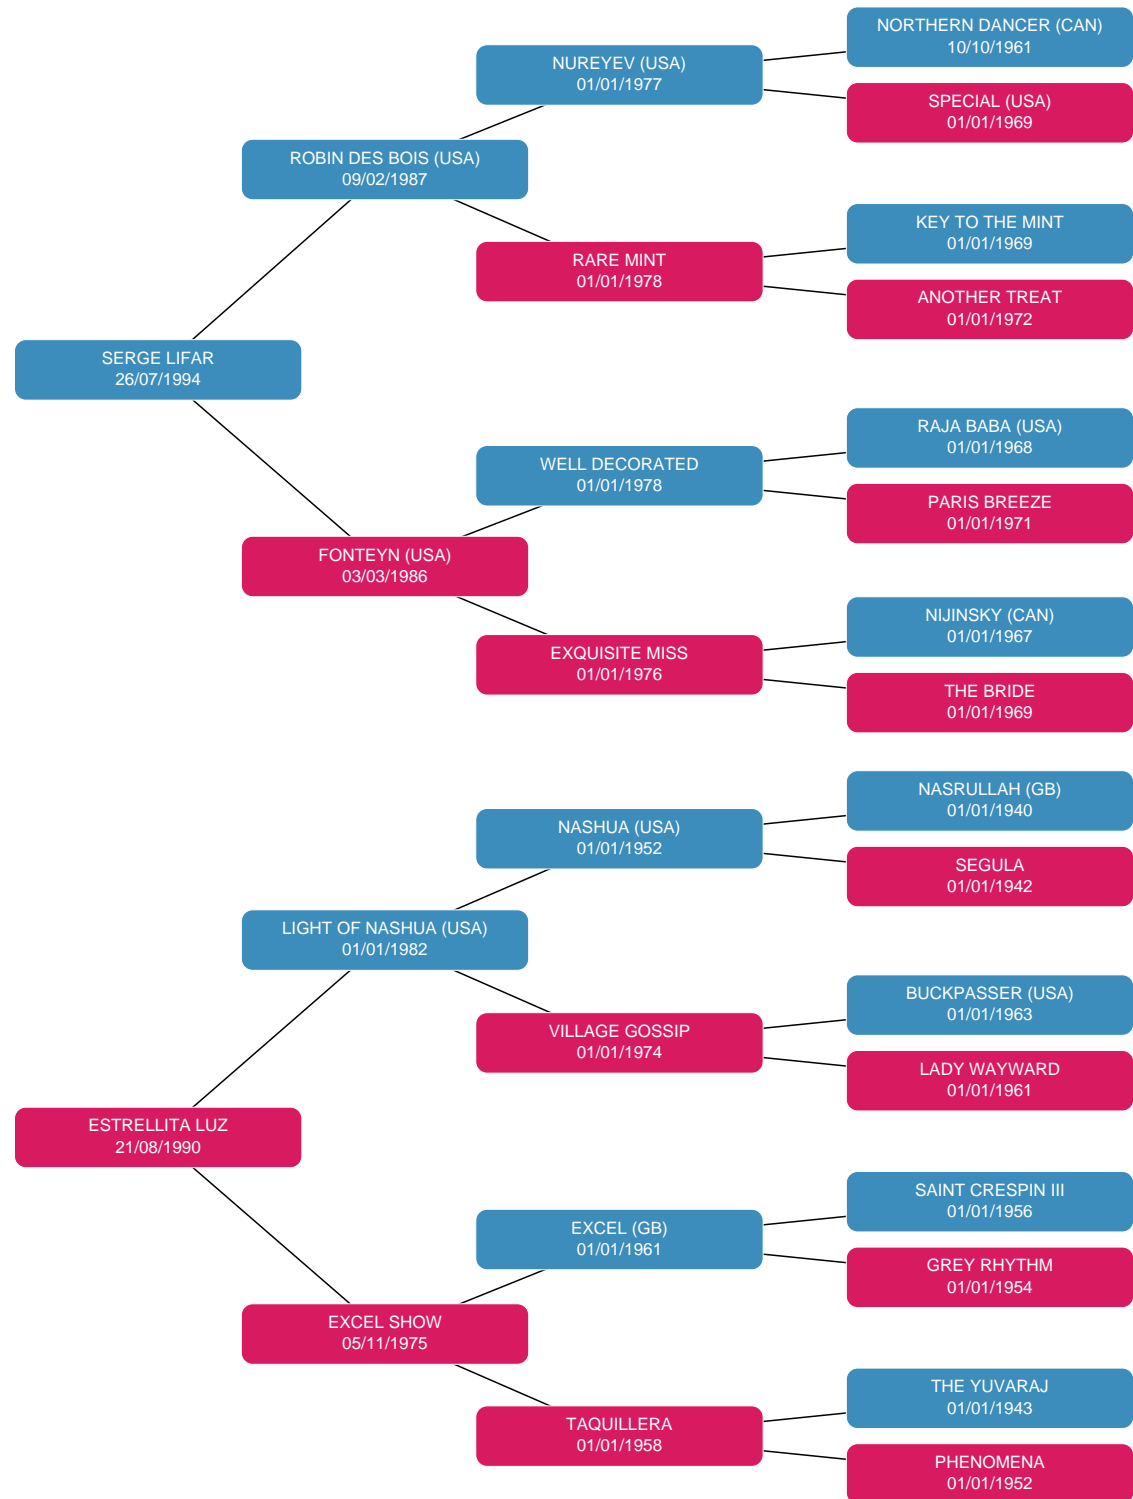 NORTHERN DANCER (CAN)
10/10/1961
NUREYEV (USA)
01/01/1977
SPECIAL (USA)
01/01/1969
ROBIN DES BOIS (USA)
09/02/1987
KEY TO THE MINT
01/01/1969
RARE MINT
01/01/1978
ANOTHER TREAT
01/01/1972
SERGE LIFAR
26/07/1994
RAJA BABA (USA)
01/01/1968
WELL DECORATED
01/01/1978
PARIS BREEZE
01/01/1971
FONTEYN (USA)
03/03/1986
NIJINSKY (CAN)
01/01/1967
EXQUISITE MISS
01/01/1976
THE BRIDE
01/01/1969
NASRULLAH (GB)
01/01/1940
NASHUA (USA)
01/01/1952
SEGULA
01/01/1942
LIGHT OF NASHUA (USA)
01/01/1982
BUCKPASSER (USA)
01/01/1963
VILLAGE GOSSIP
01/01/1974
LADY WAYWARD
01/01/1961
ESTRELLITA LUZ
21/08/1990
SAINT CRESPIN III
01/01/1956
EXCEL (GB)
01/01/1961
GREY RHYTHM
01/01/1954
EXCEL SHOW
05/11/1975
THE YUVARAJ
01/01/1943
TAQUILLERA
01/01/1958
PHENOMENA
01/01/1952